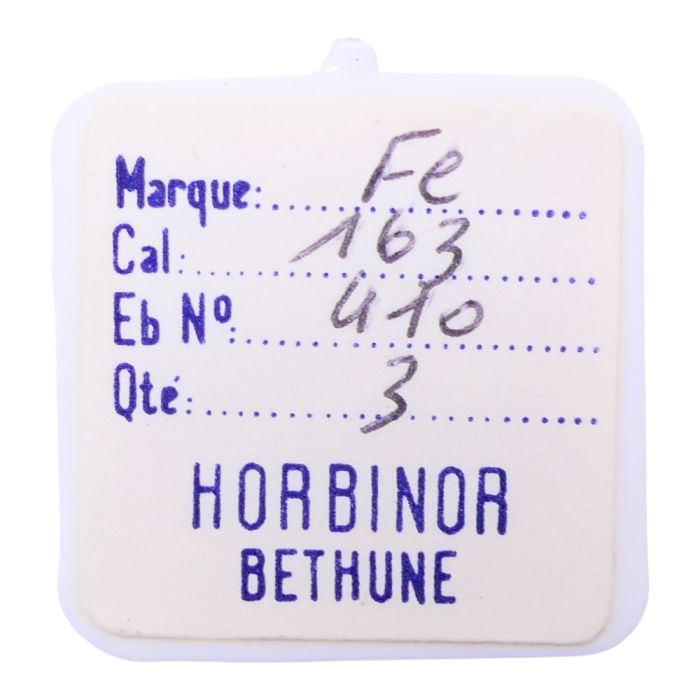 Marque: Fe
Cal: 163
Eb Nº: 410
Qté: 3
HORBINOR
BETHUNE